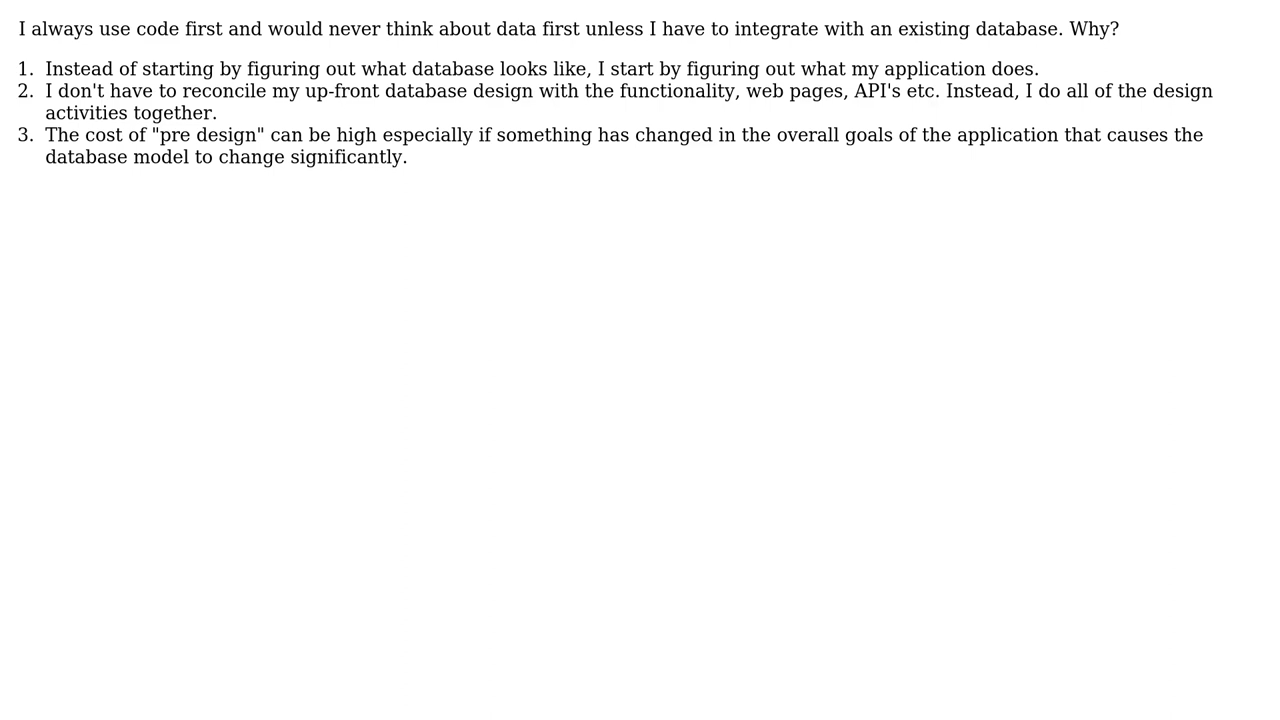 I always use code first and would never think about data first unless I have to integrate with an existing database. Why?
1. Instead of starting by figuring out what database looks like, I start by figuring out what my application does.
2. I don't have to reconcile my up-front database design with the functionality, web pages, API's etc. Instead, I do all of the design
activities together.
3. The cost of "pre design" can be high especially if something has changed in the overall goals of the application that causes the
database model to change significantly.